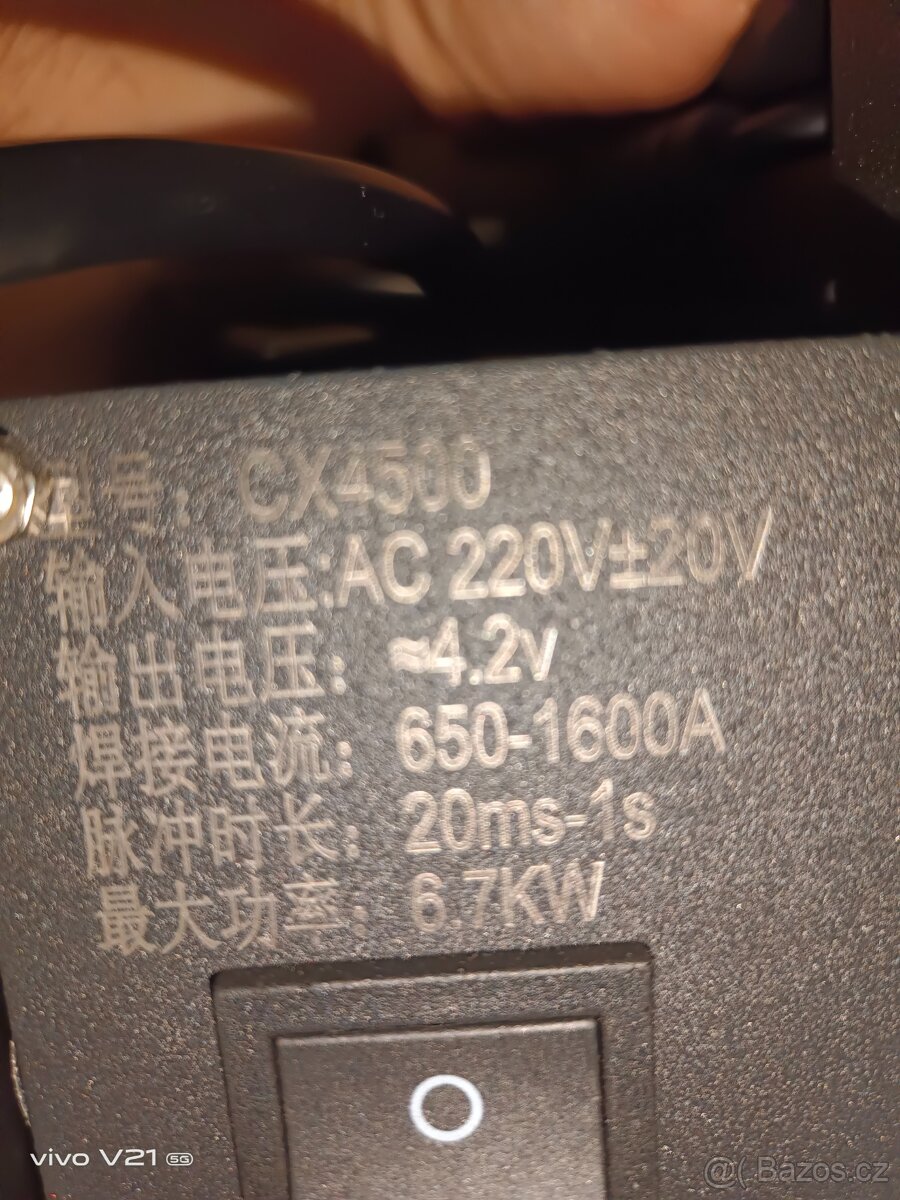 型号: CX4500
输入电压:AC 220V±20V
输出电压: ≈4.2v
焊接电流: 650-1600A
脉冲时长: 20ms-1s
最大功率: 6.7KW
vivo V21 5G
@( Bazos.cz